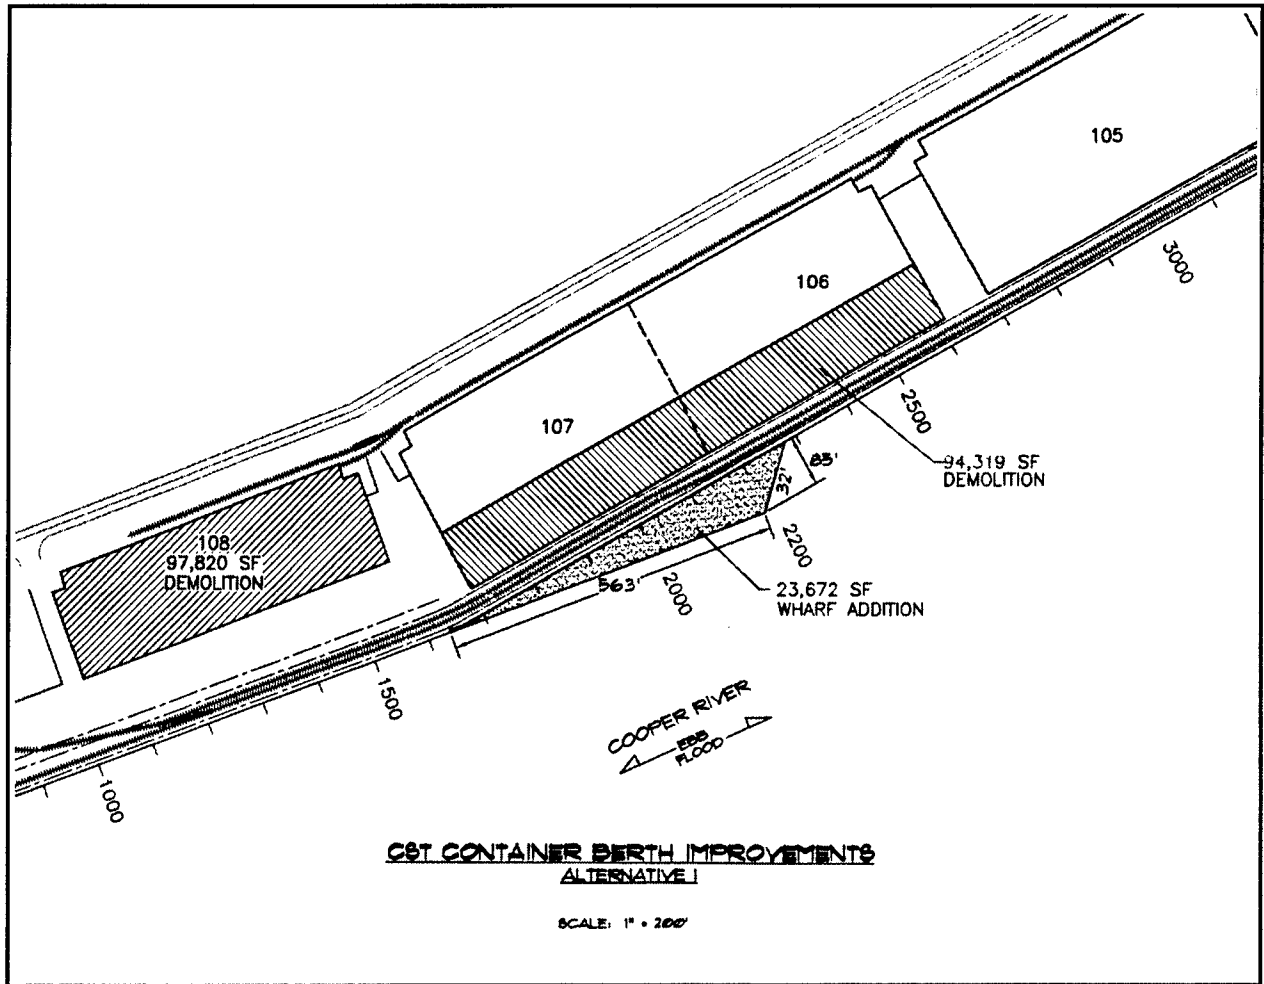 105
3000
106
107
2500
94,319 SF
DEMOLITION
85'
32'
108
97,820 SF
DEMOLITION
2200
563'
2000
23,672 SF
WHARF ADDITION
1500
COOPER RIVER
EBB
FLOOD
1000
CST CONTAINER BERTH IMPROVEMENTS
ALTERNATIVE 1
SCALE: 1" = 200'